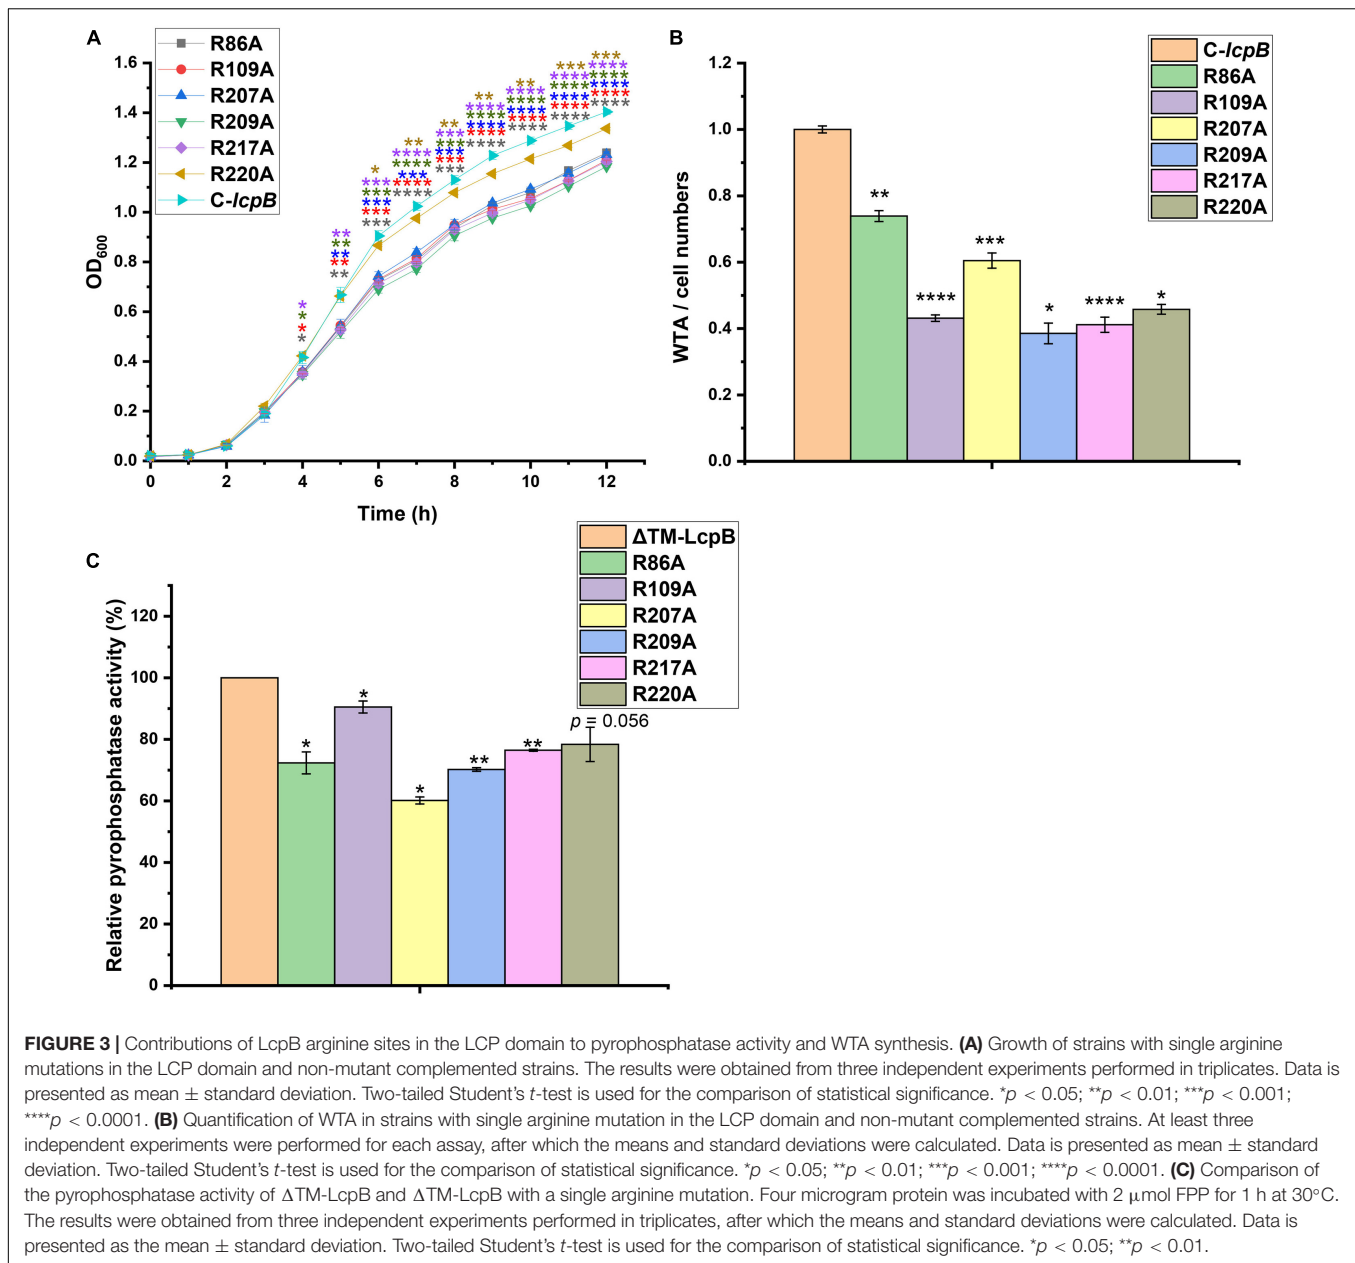 A
R86A
R109A
R207A
R209A
R217A
R220A
C-lcpB
1.6
1.4
1.2
1.0
0.8
0.6
0.4
0.2
0.0
OD600
0 2 4 6 8 10 12
Time (h)
* * * *
** ** ** ** **
* *** *** *** *** ***
** **** **** *** **** ****
** *** *** *** *** ***
** **** **** **** **** ****
** **** **** **** **** ****
*** **** **** **** **** ****
*** **** **** **** **** ****
B
C-lcpB
R86A
R109A
R207A
R209A
R217A
R220A
1.0
0.8
0.6
0.4
0.2
0.0
WTA / cell numbers
** **** *** * **** *
C
ΔTM-LcpB
R86A
R109A
R207A
R209A
R217A
R220A
120
100
80
60
40
20
0
Relative pyrophosphatase activity (%)
* * * ** ** p = 0.056
FIGURE 3 | Contributions of LcpB arginine sites in the LCP domain to pyrophosphatase activity and WTA synthesis. (A) Growth of strains with single arginine
mutations in the LCP domain and non-mutant complemented strains. The results were obtained from three independent experiments performed in triplicates. Data is
presented as mean ± standard deviation. Two-tailed Student's t-test is used for the comparison of statistical significance. *p < 0.05; **p < 0.01; ***p < 0.001;
****p < 0.0001. (B) Quantification of WTA in strains with single arginine mutation in the LCP domain and non-mutant complemented strains. At least three
independent experiments were performed for each assay, after which the means and standard deviations were calculated. Data is presented as mean ± standard
deviation. Two-tailed Student's t-test is used for the comparison of statistical significance. *p < 0.05; **p < 0.01; ***p < 0.001; ****p < 0.0001. (C) Comparison of
the pyrophosphatase activity of ΔTM-LcpB and ΔTM-LcpB with a single arginine mutation. Four microgram protein was incubated with 2 μmol FPP for 1 h at 30°C.
The results were obtained from three independent experiments performed in triplicates, after which the means and standard deviations were calculated. Data is
presented as the mean ± standard deviation. Two-tailed Student's t-test is used for the comparison of statistical significance. *p < 0.05; **p < 0.01.